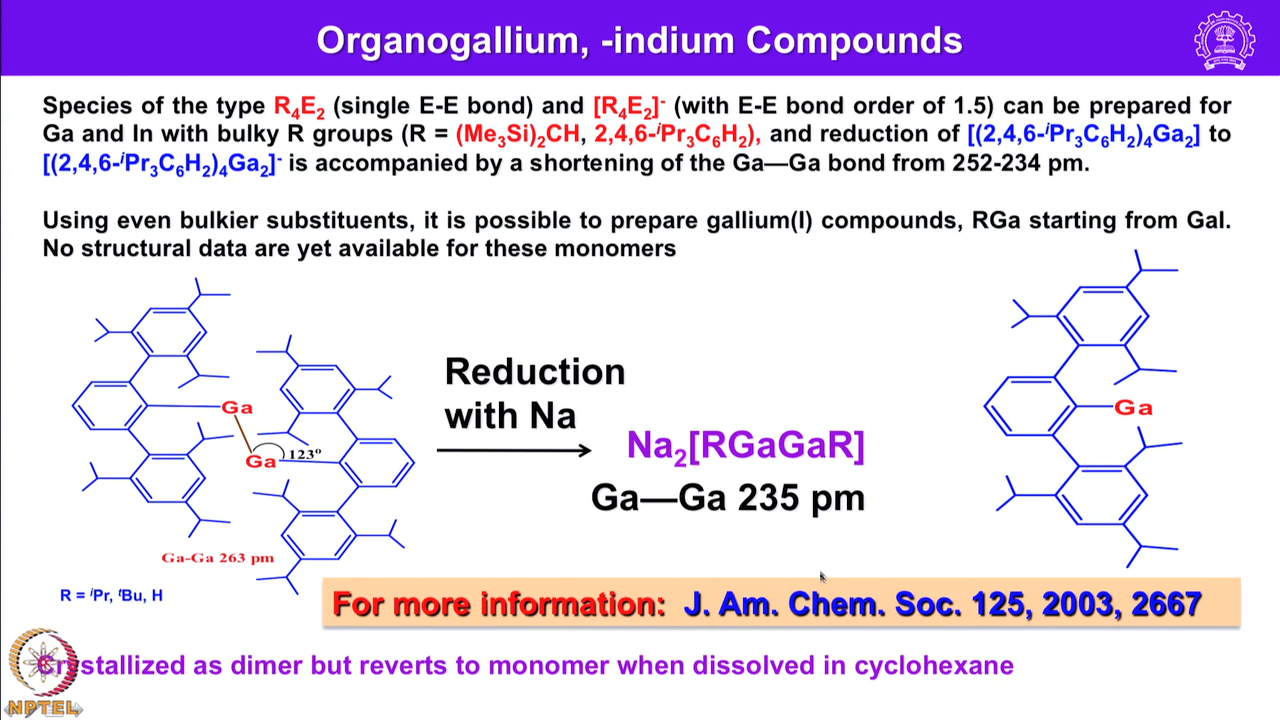 Organogallium, -indium Compounds
Species of the type R₄E₂ (single E-E bond) and [R₄E₂]⁻ (with E-E bond order of 1.5) can be prepared for
Ga and In with bulky R groups (R = (Me₃Si)₂CH, 2,4,6-ⁱPr₃C₆H₂), and reduction of [(2,4,6-ⁱPr₃C₆H₂)₄Ga₂] to
[(2,4,6-ⁱPr₃C₆H₂)₄Ga₂]⁻ is accompanied by a shortening of the Ga—Ga bond from 252-234 pm.
Using even bulkier substituents, it is possible to prepare gallium(I) compounds, RGa starting from GaI.
No structural data are yet available for these monomers
Ga
Ga
123°
Ga-Ga 263 pm
R = ⁱPr, ᵗBu, H
Reduction
with Na
Na₂[RGaGaR]
Ga—Ga 235 pm
Ga
For more information: J. Am. Chem. Soc. 125, 2003, 2667
Crystallized as dimer but reverts to monomer when dissolved in cyclohexane
NPTEL